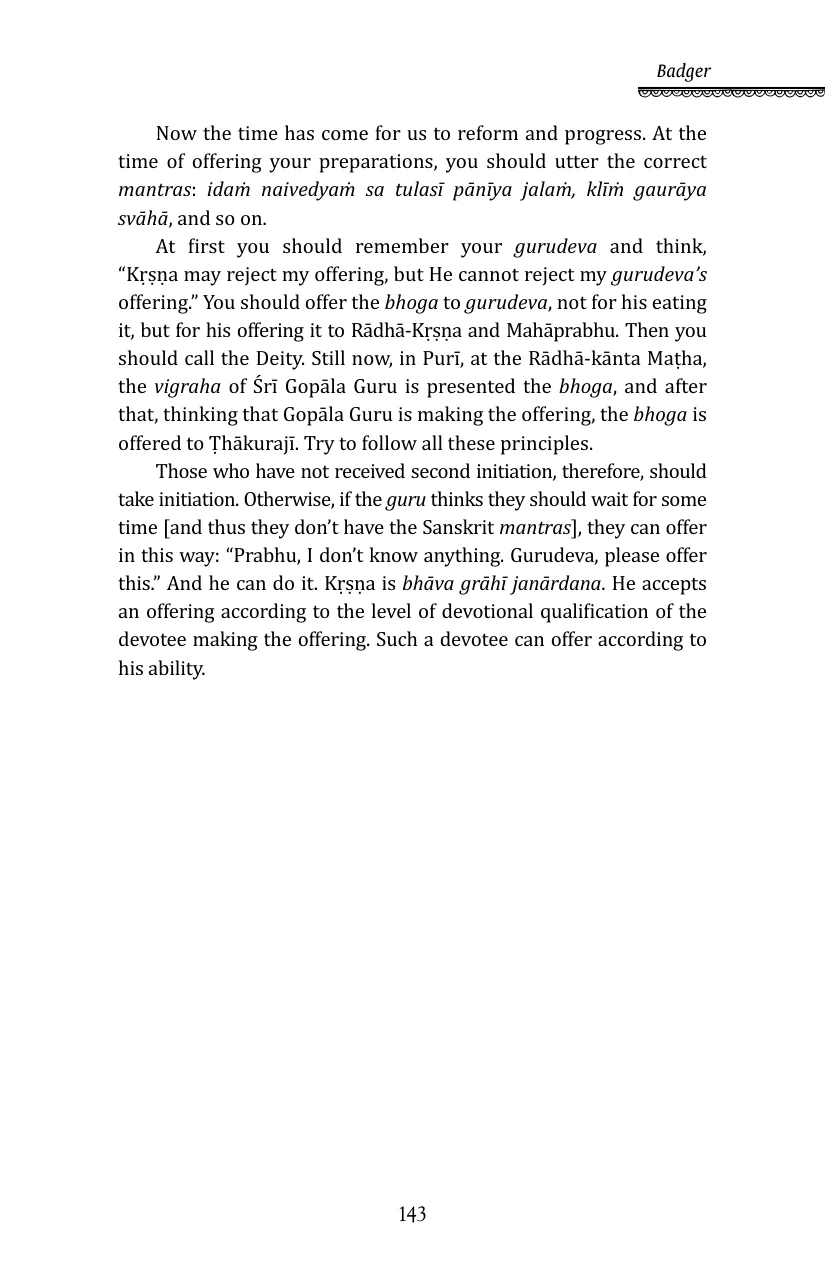 Badger
Now the time has come for us to reform and progress. At the
time of offering your preparations, you should utter the correct
mantras: idaṁ naivedyaṁ sa tulasī pānīya jalaṁ, klīṁ gaurāya
svāhā, and so on.
At first you should remember your gurudeva and think,
“Kṛṣṇa may reject my offering, but He cannot reject my gurudeva’s
offering.” You should offer the bhoga to gurudeva, not for his eating
it, but for his offering it to Rādhā-Kṛṣṇa and Mahāprabhu. Then you
should call the Deity. Still now, in Purī, at the Rādhā-kānta Maṭha,
the vigraha of Śrī Gopāla Guru is presented the bhoga, and after
that, thinking that Gopāla Guru is making the offering, the bhoga is
offered to Ṭhākurajī. Try to follow all these principles.
Those who have not received second initiation, therefore, should
take initiation. Otherwise, if the guru thinks they should wait for some
time [and thus they don’t have the Sanskrit mantras], they can offer
in this way: “Prabhu, I don’t know anything. Gurudeva, please offer
this.” And he can do it. Kṛṣṇa is bhāva grāhī janārdana. He accepts
an offering according to the level of devotional qualification of the
devotee making the offering. Such a devotee can offer according to
his ability.
143